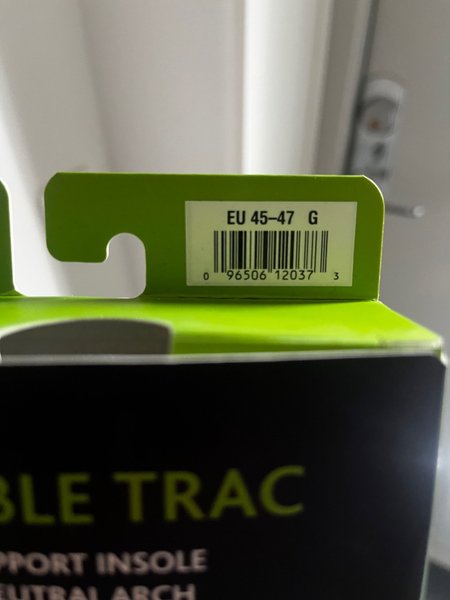 EU 45–47 G
0 96506 12037 3
BLE TRAC
PPORT INSOLE
EUTRAL ARCH